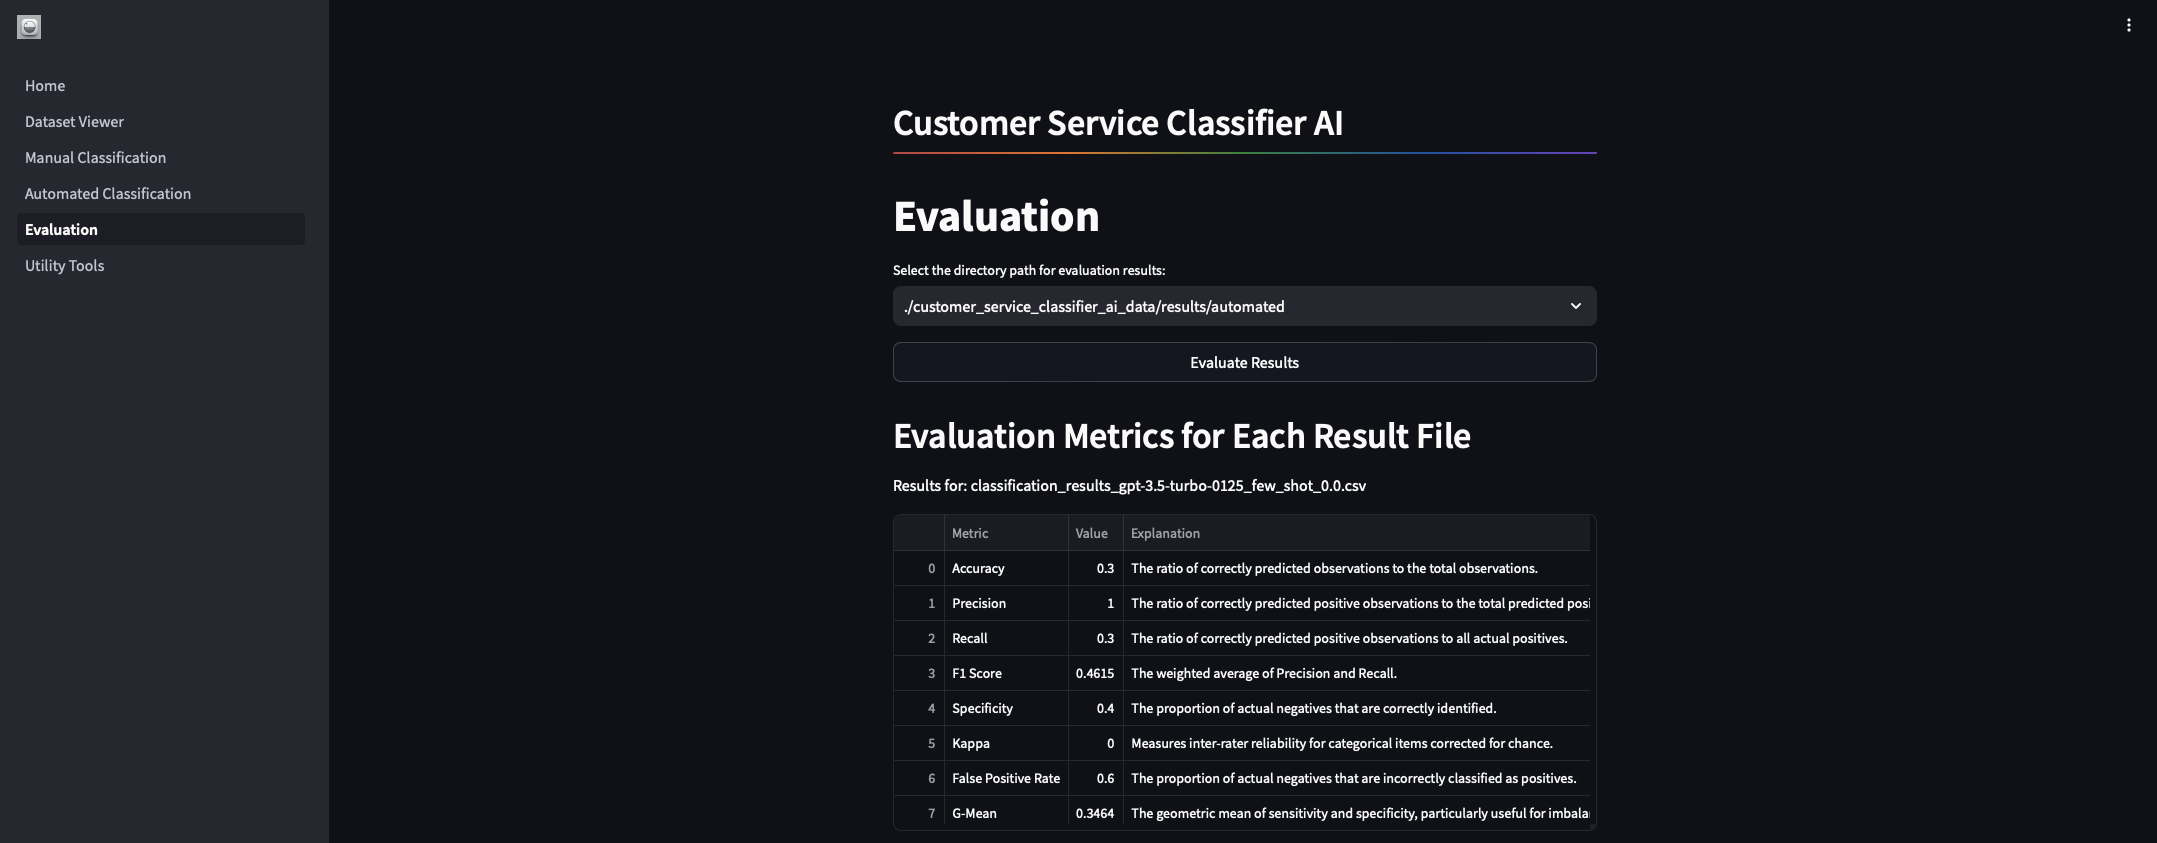 Home
Dataset Viewer
Manual Classification
Automated Classification
Evaluation
Utility Tools
Customer Service Classifier AI
Evaluation
Select the directory path for evaluation results:
./customer_service_classifier_ai_data/results/automated
Evaluate Results
Evaluation Metrics for Each Result File
Results for: classification_results_gpt-3.5-turbo-0125_few_shot_0.0.csv
Metric Value Explanation
0 Accuracy 0.3 The ratio of correctly predicted observations to the total observations.
1 Precision 1 The ratio of correctly predicted positive observations to the total predicted posi
2 Recall 0.3 The ratio of correctly predicted positive observations to all actual positives.
3 F1 Score 0.4615 The weighted average of Precision and Recall.
4 Specificity 0.4 The proportion of actual negatives that are correctly identified.
5 Kappa 0 Measures inter-rater reliability for categorical items corrected for chance.
6 False Positive Rate 0.6 The proportion of actual negatives that are incorrectly classified as positives.
7 G-Mean 0.3464 The geometric mean of sensitivity and specificity, particularly useful for imbala